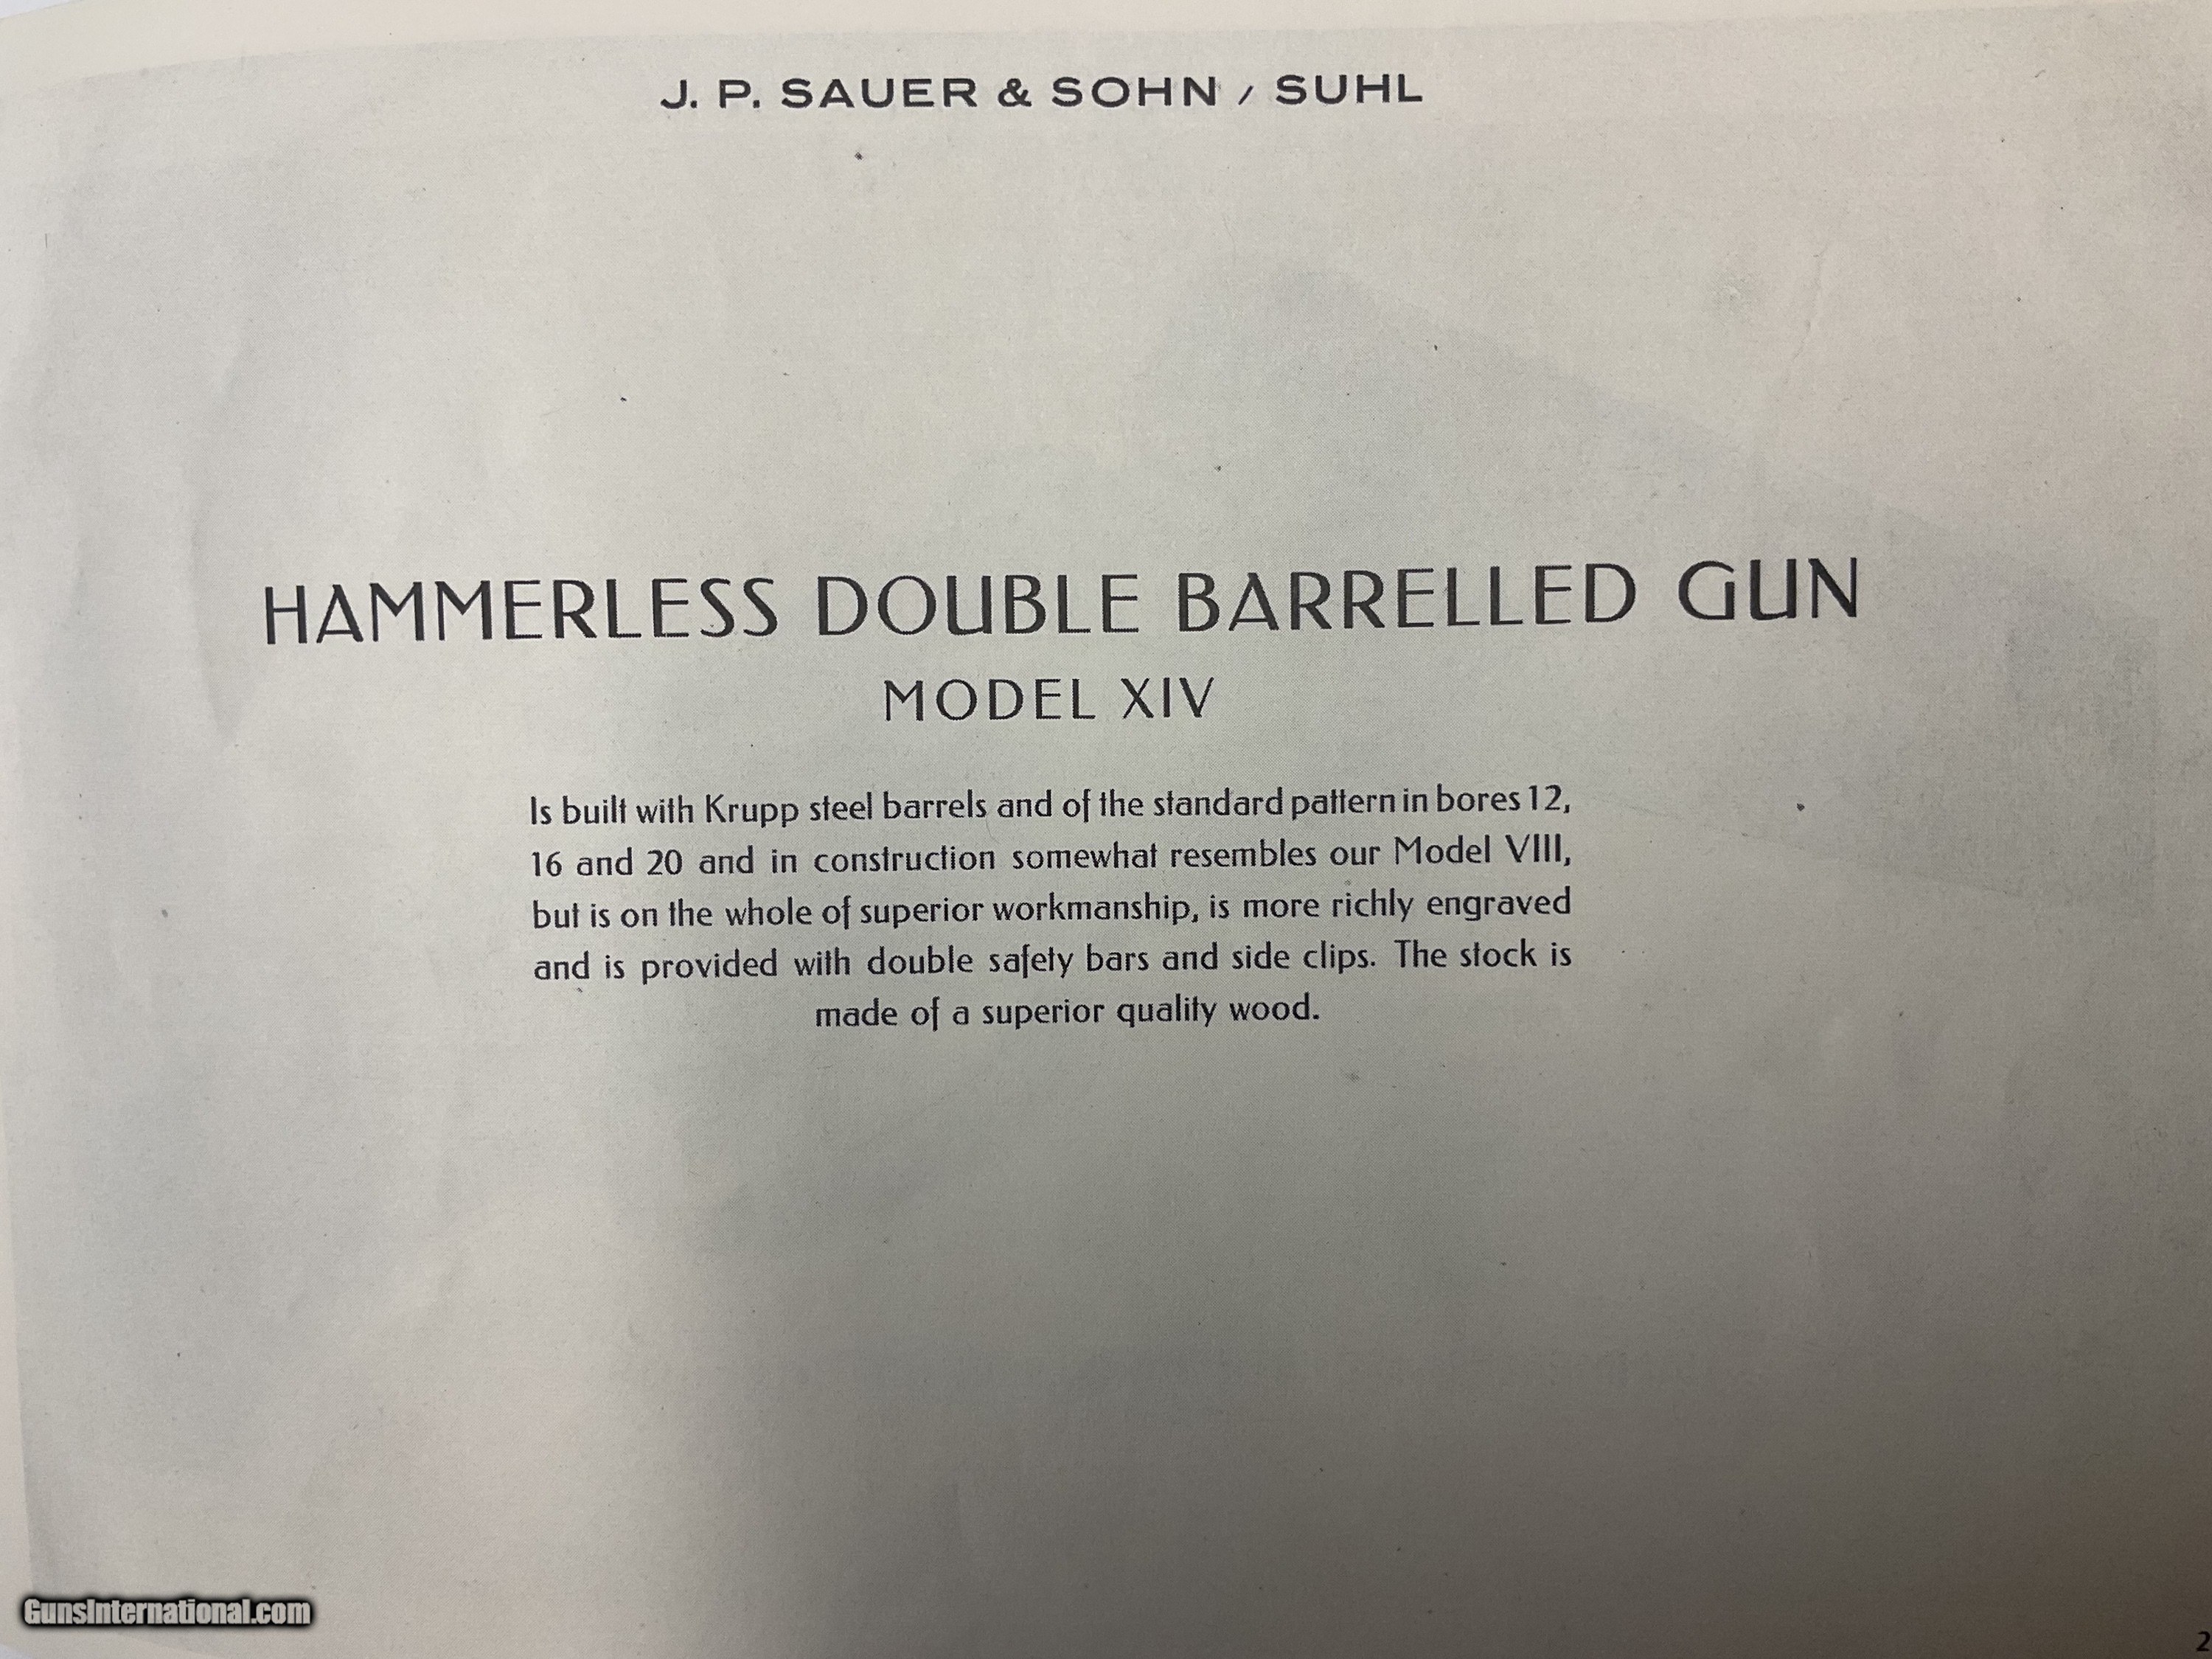 J. P. SAUER & SOHN / SUHL
HAMMERLESS DOUBLE BARRELLED GUN
MODEL XIV
Is built with Krupp steel barrels and of the standard pattern in bores 12,
16 and 20 and in construction somewhat resembles our Model VIII,
but is on the whole of superior workmanship, is more richly engraved
and is provided with double safety bars and side clips. The stock is
made of a superior quality wood.
GunsInternational.com
2